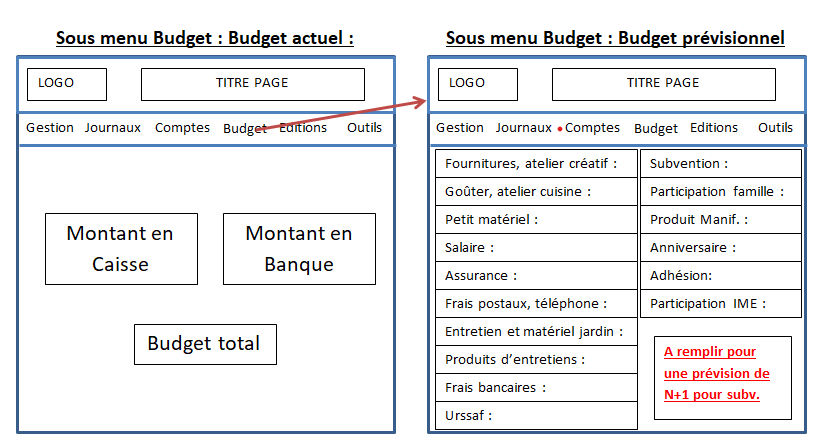 Sous menu Budget : Budget actuel :
LOGO
TITRE PAGE
Gestion Journaux Comptes Budget Editions Outils
Montant en
Caisse
Montant en
Banque
Budget total
Sous menu Budget : Budget prévisionnel
LOGO
TITRE PAGE
Gestion Journaux Comptes Budget Editions Outils
Fournitures, atelier créatif :
Goûter, atelier cuisine :
Petit matériel :
Salaire :
Assurance :
Frais postaux, téléphone :
Entretien et matériel jardin :
Produits d’entretiens :
Frais bancaires :
Urssaf :
Subvention :
Participation famille :
Produit Manif. :
Anniversaire :
Adhésion:
Participation IME :
A remplir pour
une prévision de
N+1 pour subv.